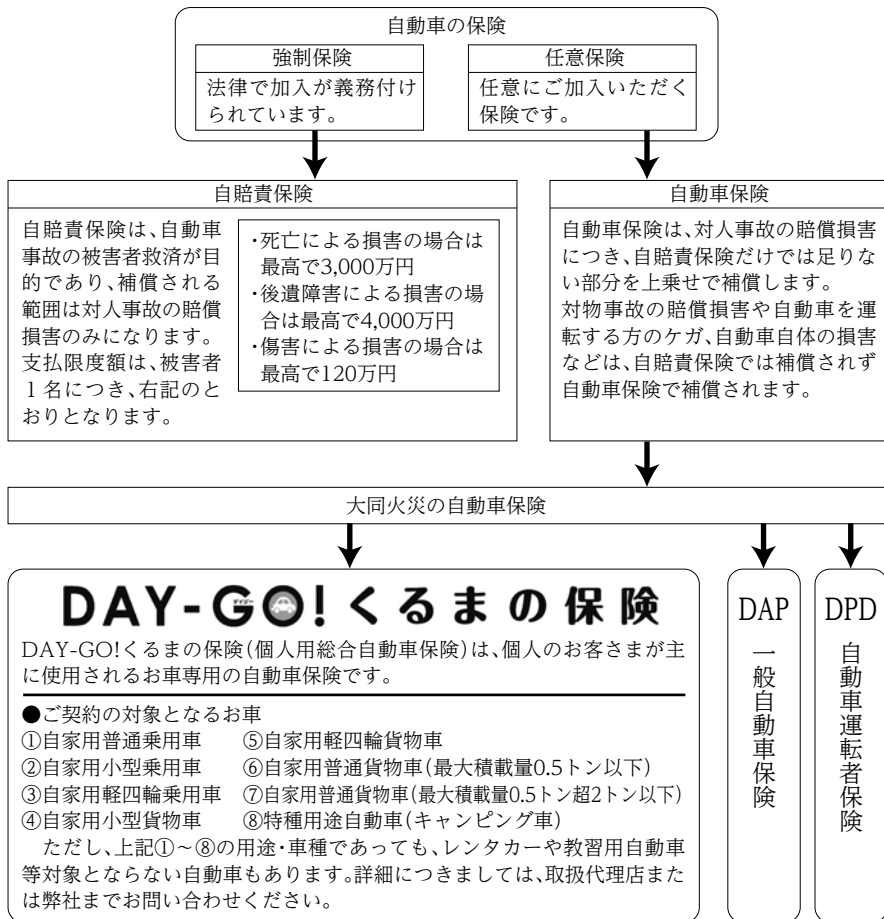 自動車の保険
強制保険
法律で加入が義務付け
られています。
任意保険
任意にご加入いただく
保険です。
自賠責保険
自賠責保険は、自動車
事故の被害者救済が目
的であり、補償される
範囲は対人事故の賠償
損害のみになります。
支払限度額は、被害者
1名につき、右記のと
おりとなります。
・死亡による損害の場合は
最高で3,000万円
・後遺障害による損害の場
合は最高で4,000万円
・傷害による損害の場合は
最高で120万円
自動車保険
自動車保険は、対人事故の賠償損害
につき、自賠責保険だけでは足りな
い部分を上乗せで補償します。
対物事故の賠償損害や自動車を運
転する方のケガ、自動車自体の損害
などは、自賠責保険では補償されず
自動車保険で補償されます。
大同火災の自動車保険
DAY-GO!くるまの保険
DAY-GO!くるまの保険(個人用総合自動車保険)は、個人のお客さまが主
に使用されるお車専用の自動車保険です。
●ご契約の対象となるお車
①自家用普通乗用車 ⑤自家用軽四輪貨物車
②自家用小型乗用車 ⑥自家用普通貨物車(最大積載量0.5トン以下)
③自家用軽四輪乗用車 ⑦自家用普通貨物車(最大積載量0.5トン超2トン以下)
④自家用小型貨物車 ⑧特種用途自動車(キャンピング車)
ただし、上記①～⑧の用途・車種であっても、レンタカーや教習用自動車
等対象とならない自動車もあります。詳細につきましては、取扱代理店また
は弊社までお問い合わせください。
DAP
一般自動車保険
DPD
自動車運転者保険